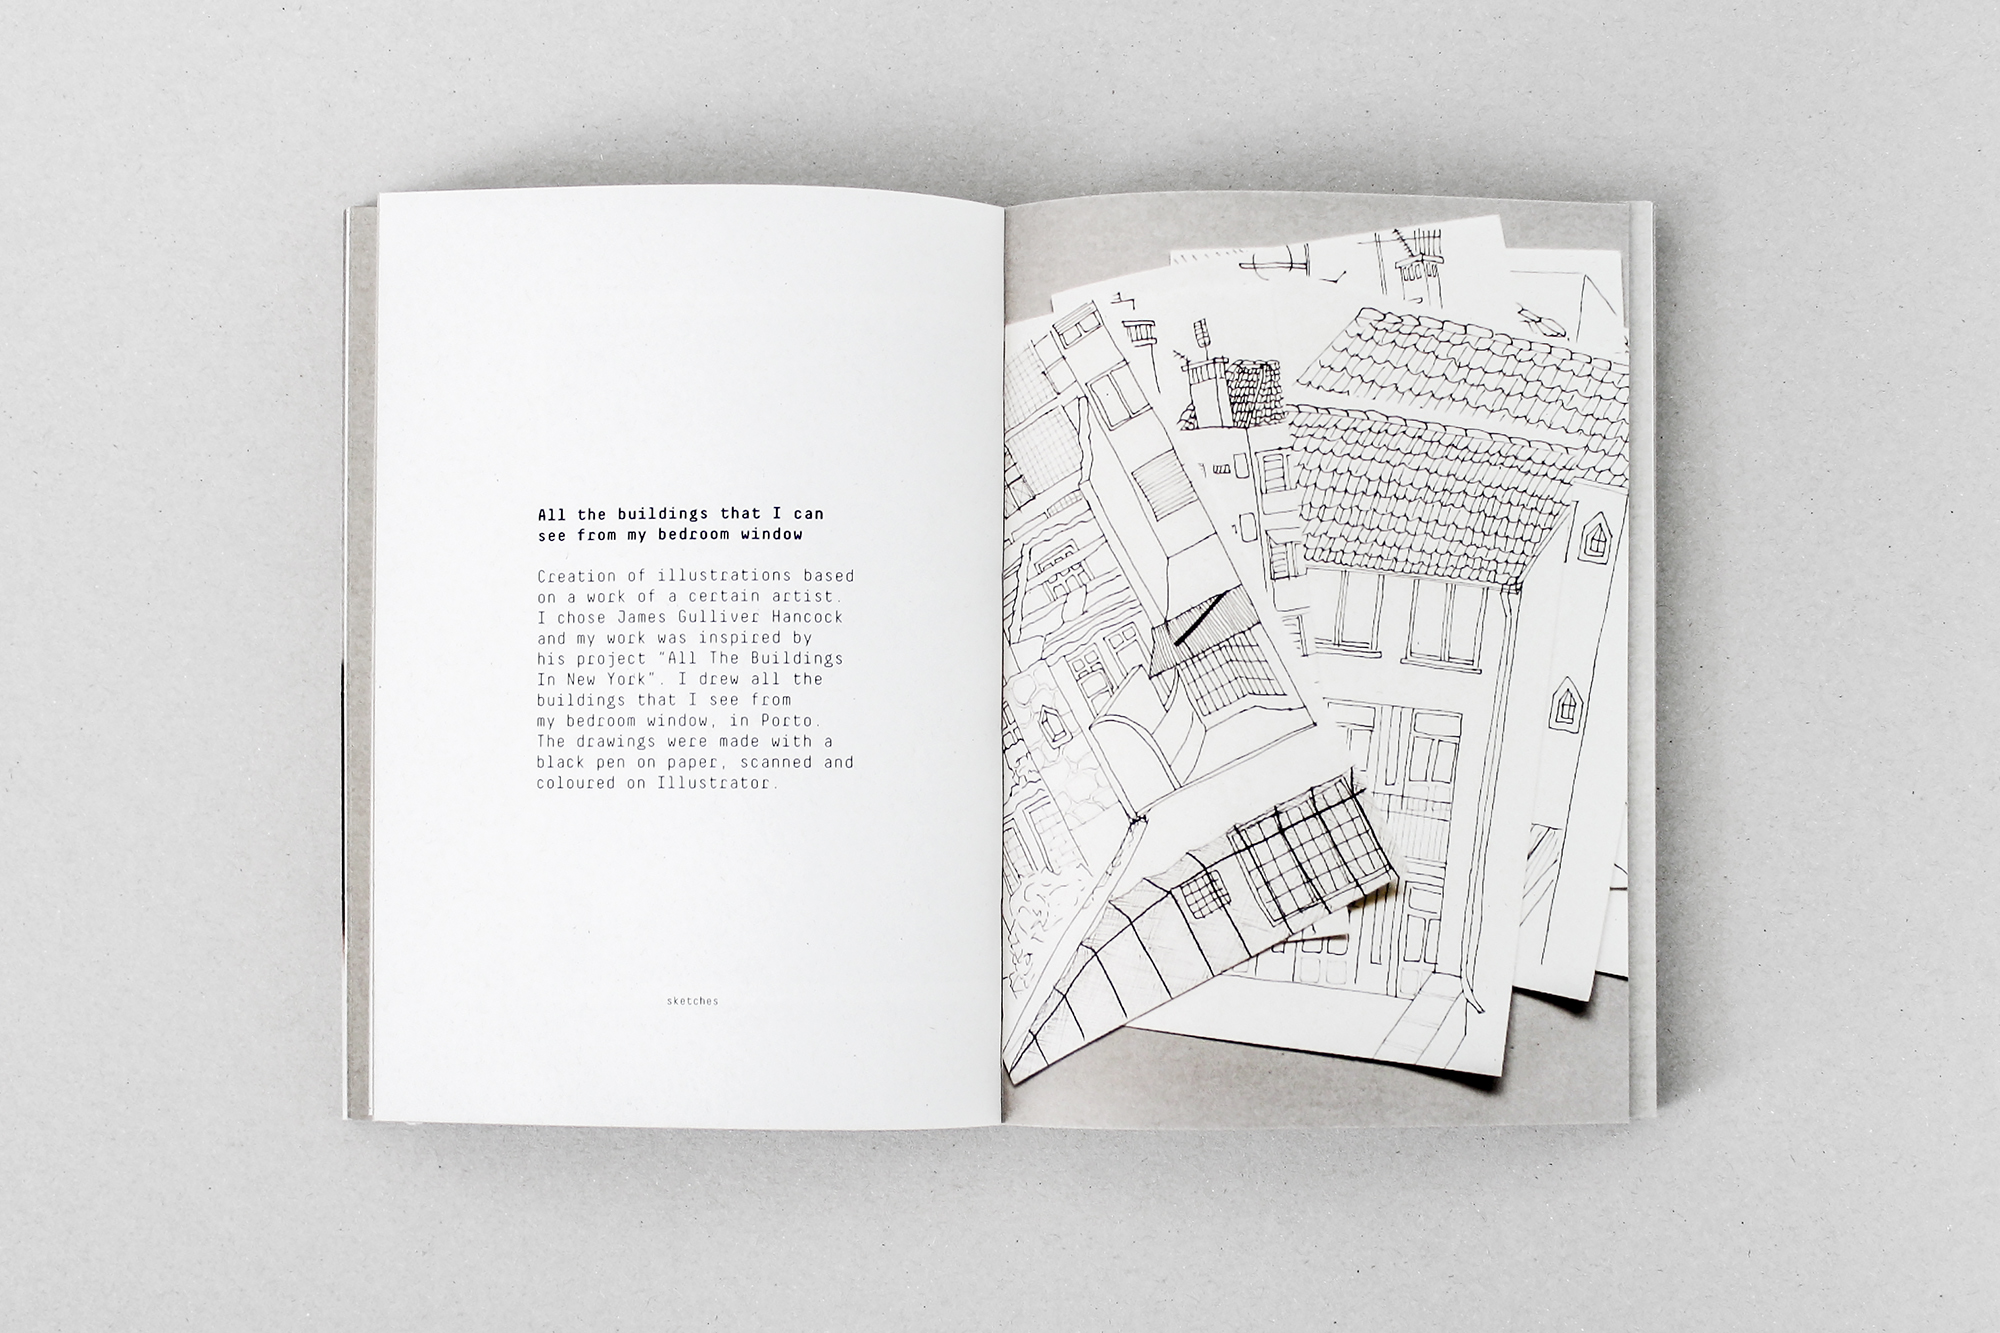 All the buildings that I can
see from my bedroom window
Creation of illustrations based
on a work of a certain artist.
I chose James Gulliver Hancock
and my work was inspired by
his project “All The Buildings
In New York”. I drew all the
buildings that I see from
my bedroom window, in Porto.
The drawings were made with a
black pen on paper, scanned and
coloured on Illustrator.
sketches